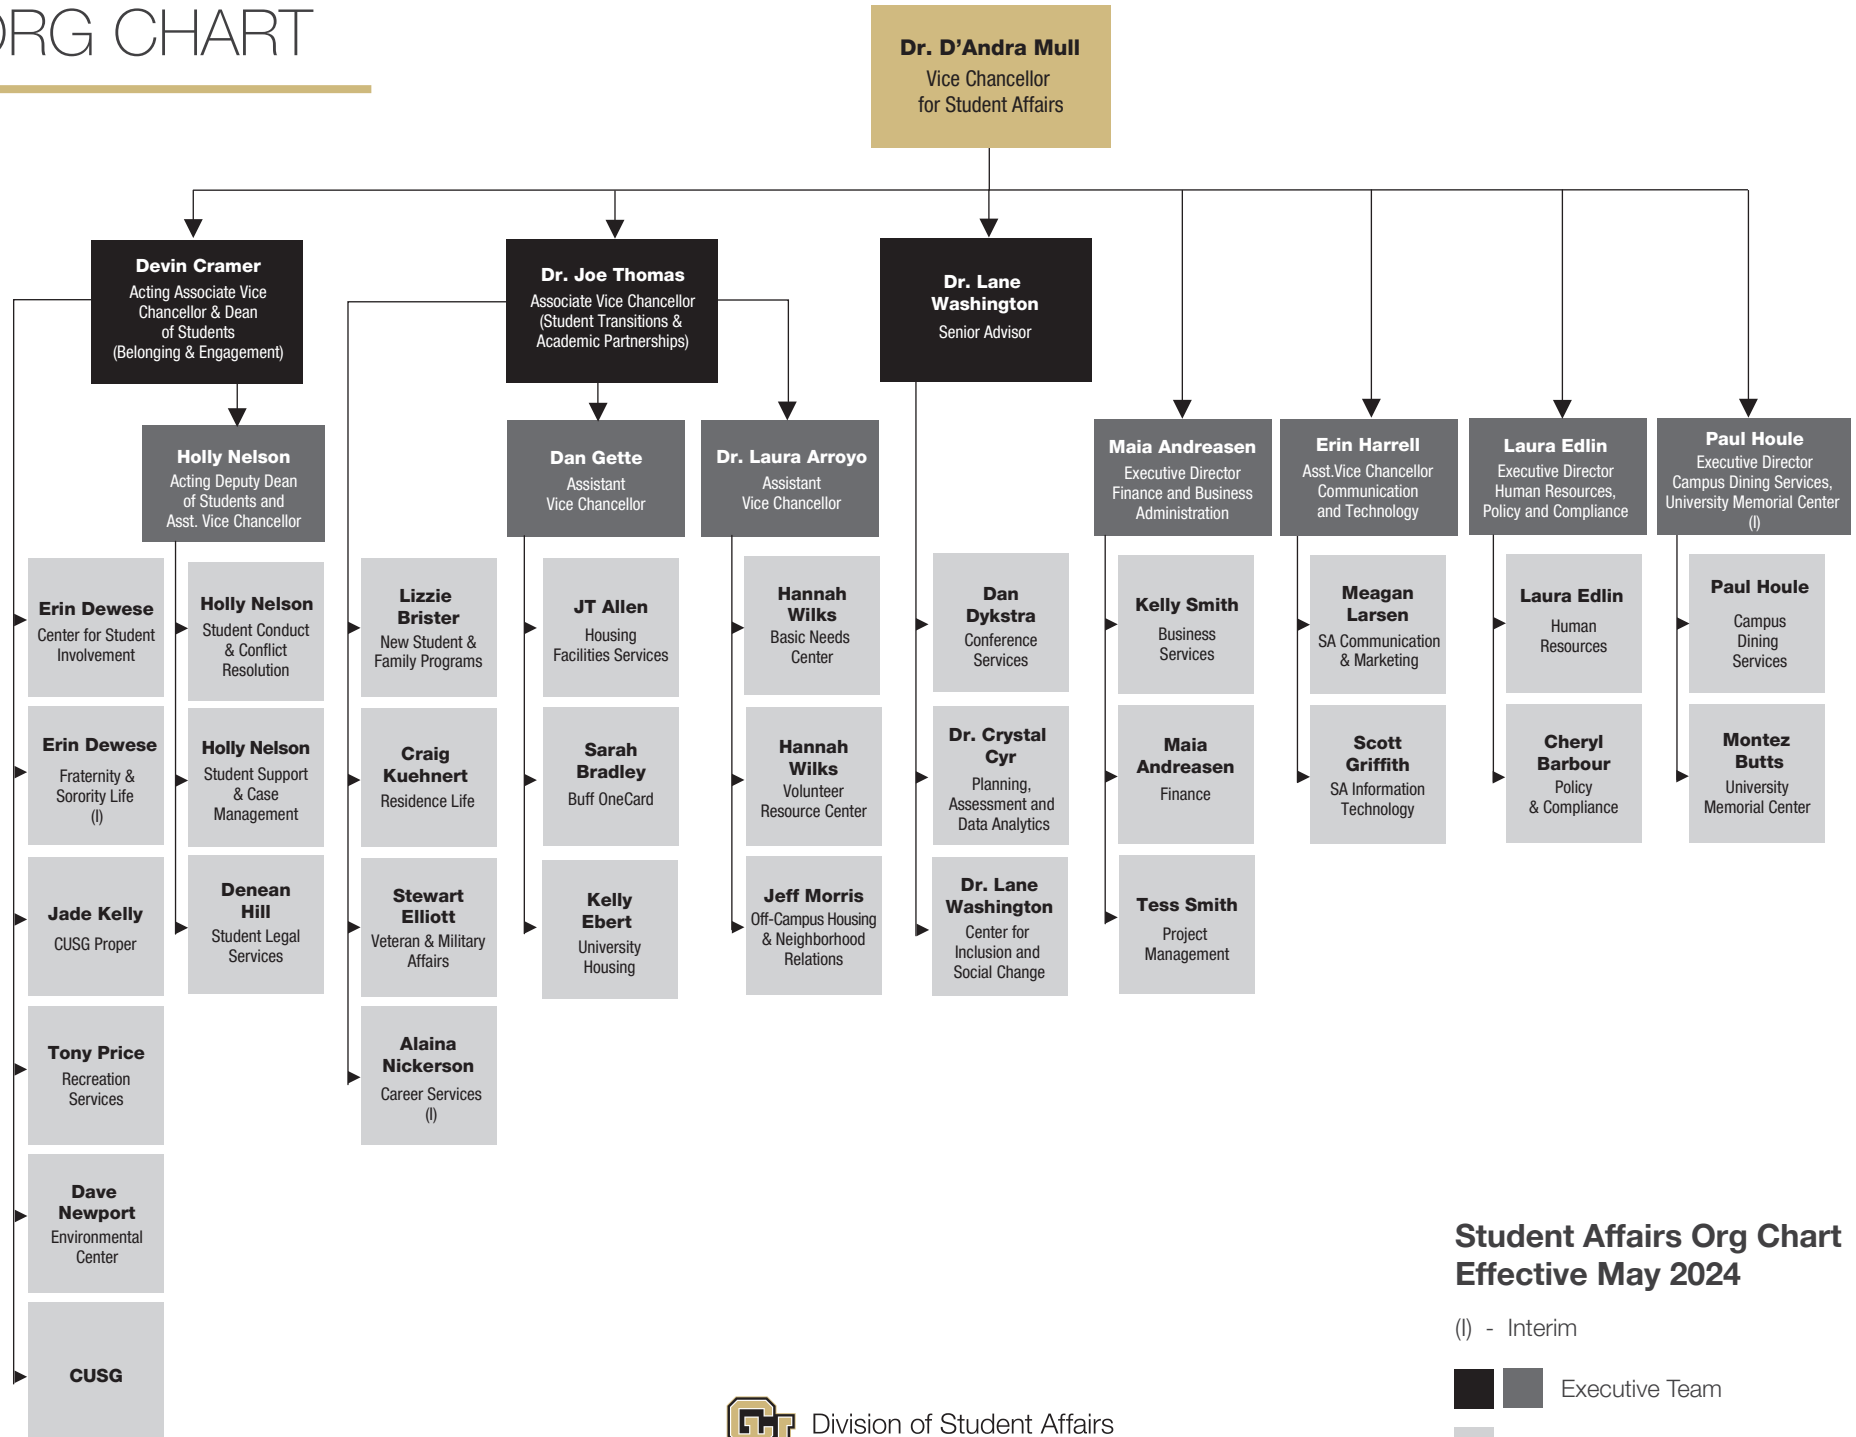 ORG CHART
Dr. D'Andra Mull
Vice Chancellor
for Student Affairs
Devin Cramer
Acting Associate Vice
Chancellor & Dean
of Students
(Belonging & Engagement)
Dr. Joe Thomas
Associate Vice Chancellor
(Student Transitions &
Academic Partnerships)
Dr. Lane
Washington
Senior Advisor
Holly Nelson
Acting Deputy Dean
of Students and
Asst. Vice Chancellor
Dan Gette
Assistant
Vice Chancellor
Dr. Laura Arroyo
Assistant
Vice Chancellor
Maia Andreasen
Executive Director
Finance and Business
Administration
Erin Harrell
Asst.Vice Chancellor
Communication
and Technology
Laura Edlin
Executive Director
Human Resources,
Policy and Compliance
Paul Houle
Executive Director
Campus Dining Services,
University Memorial Center
(I)
Erin Dewese
Center for Student
Involvement
Erin Dewese
Fraternity &
Sorority Life
(I)
Jade Kelly
CUSG Proper
Tony Price
Recreation
Services
Dave
Newport
Environmental
Center
CUSG
Holly Nelson
Student Conduct
& Conflict
Resolution
Holly Nelson
Student Support
& Case
Management
Denean
Hill
Student Legal
Services
Lizzie
Brister
New Student &
Family Programs
Craig
Kuehnert
Residence Life
Stewart
Elliott
Veteran & Military
Affairs
Alaina
Nickerson
Career Services
(I)
JT Allen
Housing
Facilities Services
Sarah
Bradley
Buff OneCard
Kelly
Ebert
University
Housing
Hannah
Wilks
Basic Needs
Center
Hannah
Wilks
Volunteer
Resource Center
Jeff Morris
Off-Campus Housing
& Neighborhood
Relations
Dan
Dykstra
Conference
Services
Dr. Crystal
Cyr
Planning,
Assessment and
Data Analytics
Dr. Lane
Washington
Center for
Inclusion and
Social Change
Kelly Smith
Business
Services
Maia
Andreasen
Finance
Tess Smith
Project
Management
Meagan
Larsen
SA Communication
& Marketing
Scott
Griffith
SA Information
Technology
Laura Edlin
Human
Resources
Cheryl
Barbour
Policy
& Compliance
Paul Houle
Campus
Dining
Services
Montez
Butts
University
Memorial Center
Student Affairs Org Chart
Effective May 2024
(I) - Interim
Executive Team
CU
Division of Student Affairs